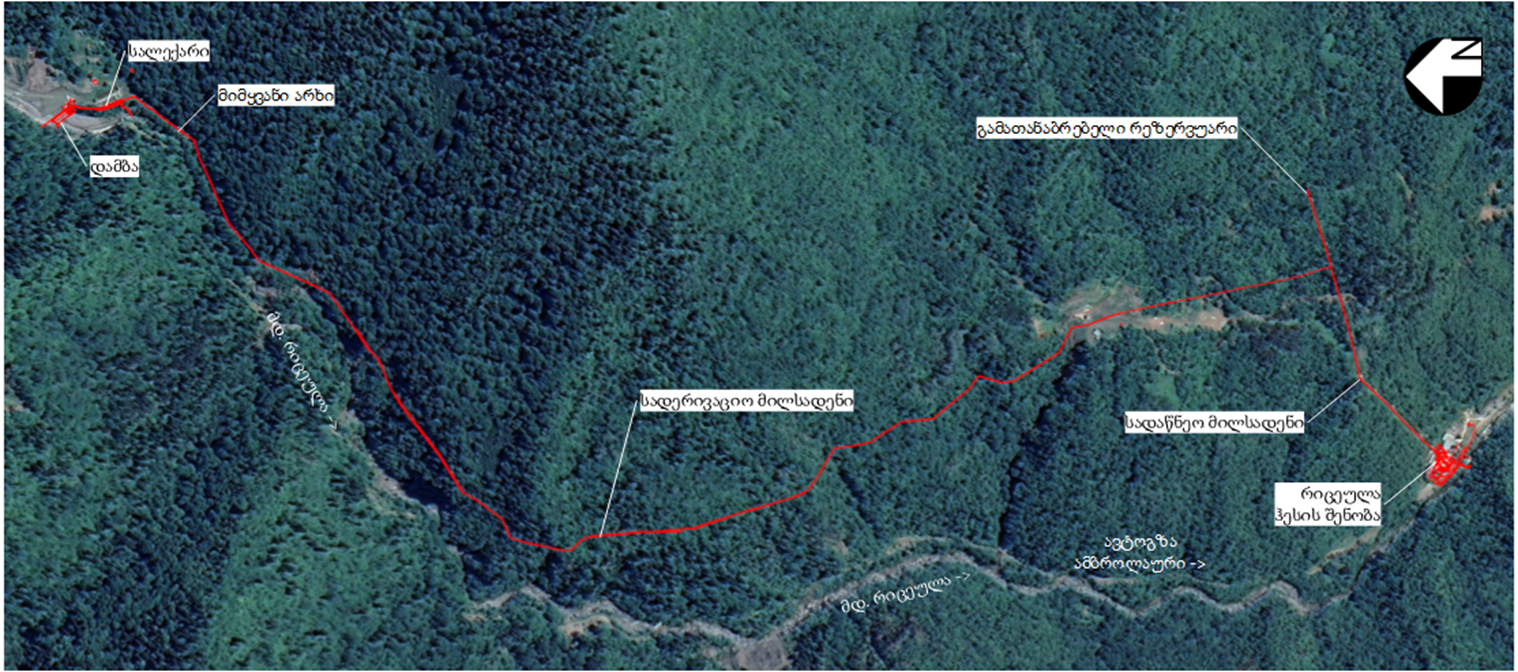 სალექარი
მიმყვანი არხი
დამბა
გამათანაბრებელი რეზერვუარი
მდ. რიცეულა ->
სადერივაციო მილსადენი
სადაწნეო მილსადენი
რიცეულა
ჰესის შენობა
ავტოგზა
ამბროლაური ->
მდ. რიცეულა ->
N